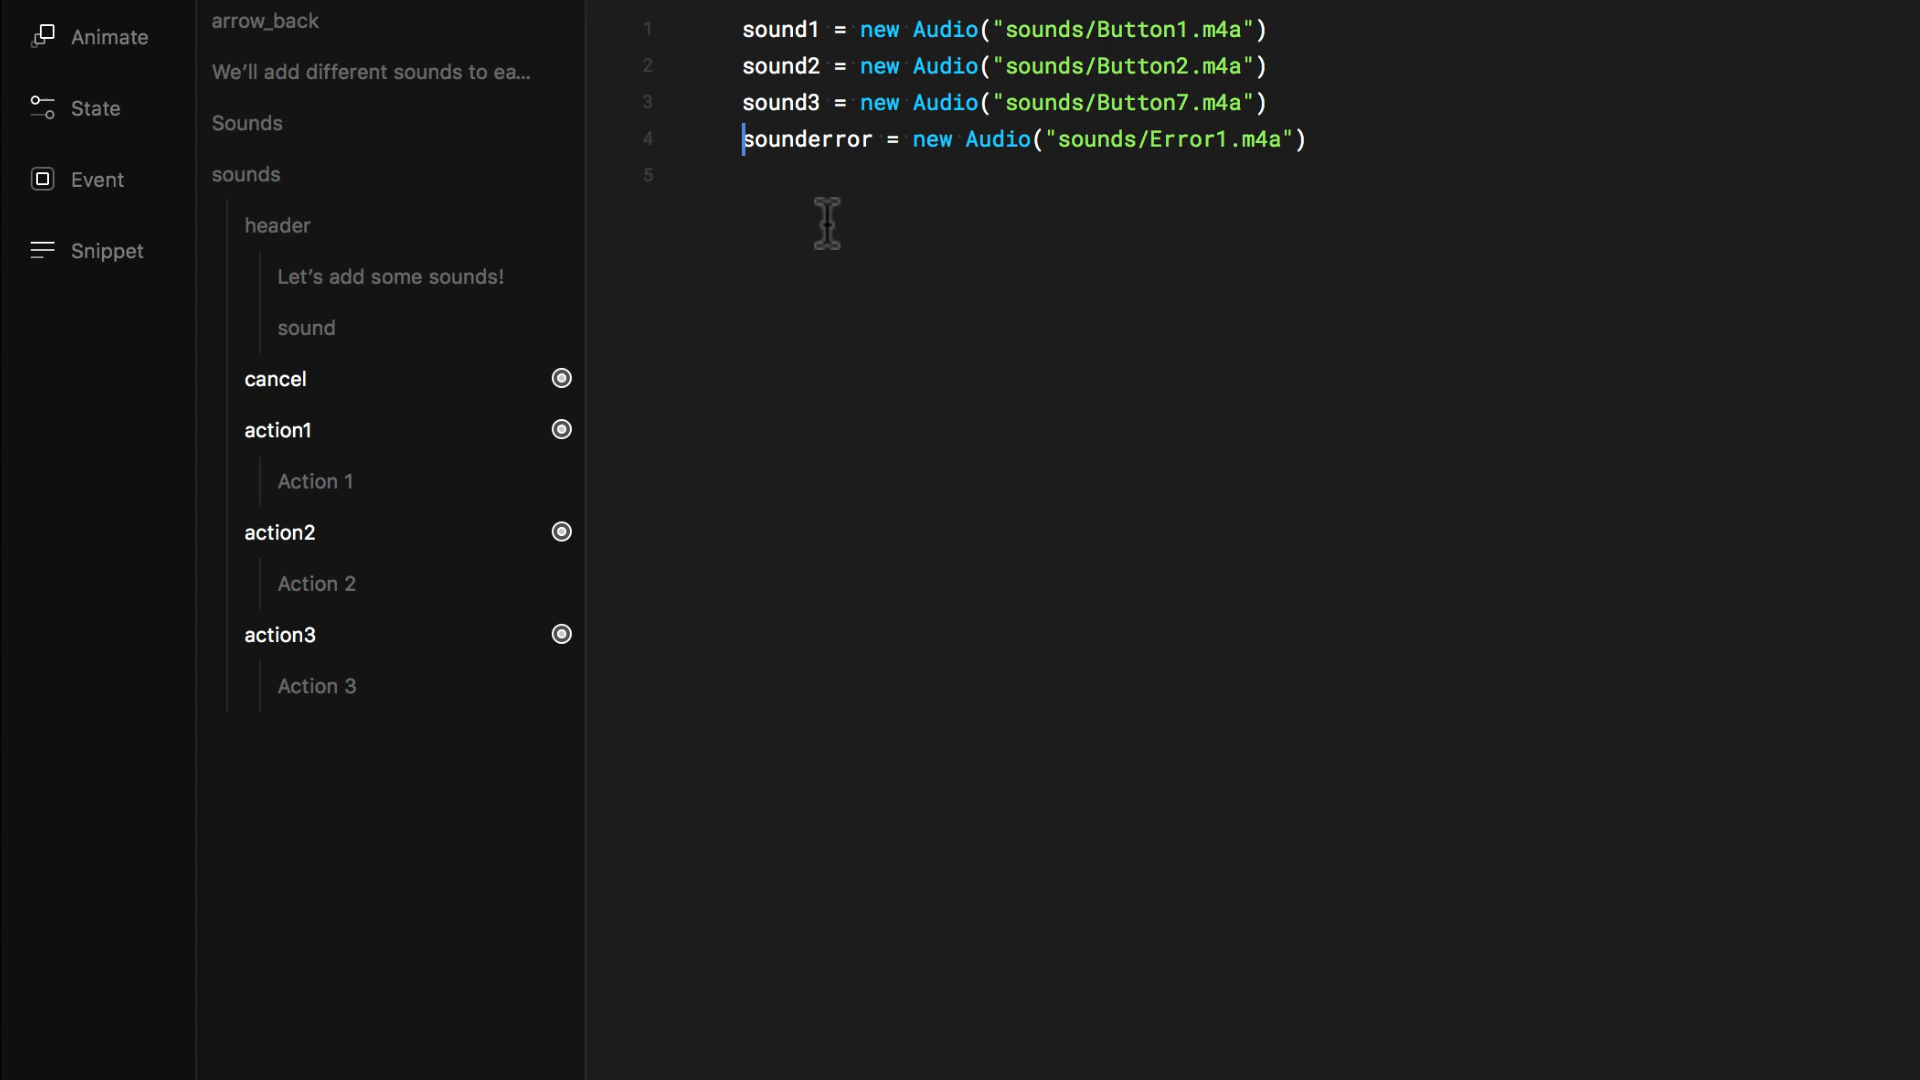 Animate
State
Event
Snippet
arrow_back
We’ll add different sounds to ea...
Sounds
sounds
header
Let’s add some sounds!
sound
cancel
action1
Action 1
action2
Action 2
action3
Action 3
1 sound1 = new Audio("sounds/Button1.m4a")
2 sound2 = new Audio("sounds/Button2.m4a")
3 sound3 = new Audio("sounds/Button7.m4a")
4 sounderror = new Audio("sounds/Error1.m4a")
5